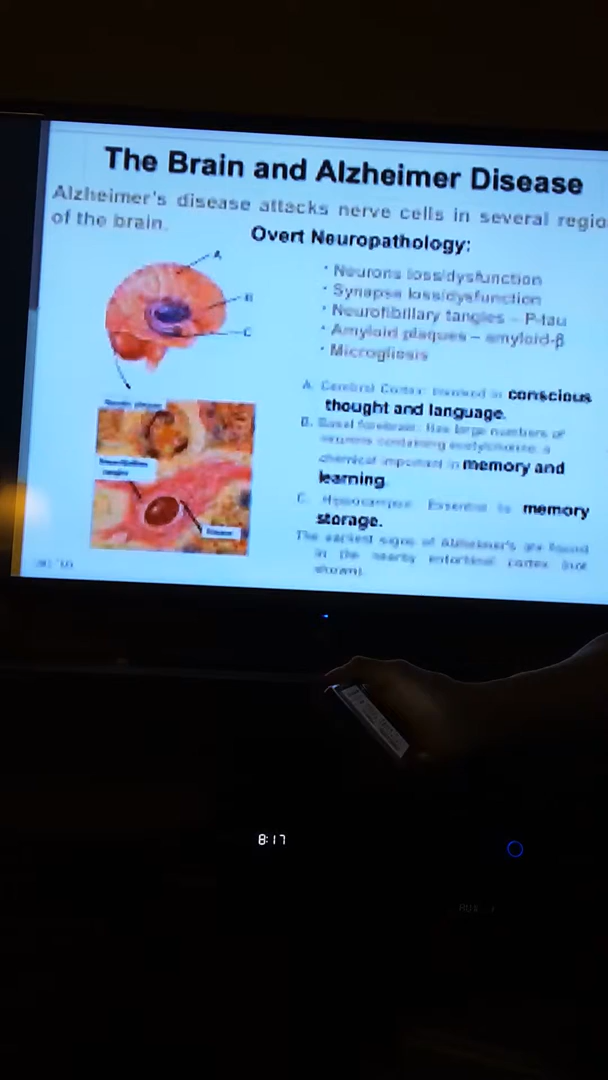 The Brain and Alzheimer Disease
Alzheimer's disease attacks nerve cells in several regio
of the brain.
Overt Neuropathology:
A
B
C
· Neurons loss/dysfunction
· Synapse loss/dysfunction
· Neurofibillary tangles – P-tau
· Amyloid plaques – amyloid-β
· Microgliosis
A. Cerebral Cortex: Involved in conscious
thought and language.
B. Basal forebrain: Has large numbers of
neurons containing acetylcholine, a
chemical important in memory and
learning.
C. Hippocampus: Essential to memory
storage.
The earliest signs of Alzheimer's are found
in the nearby entorhinal cortex (not
shown).
8:17